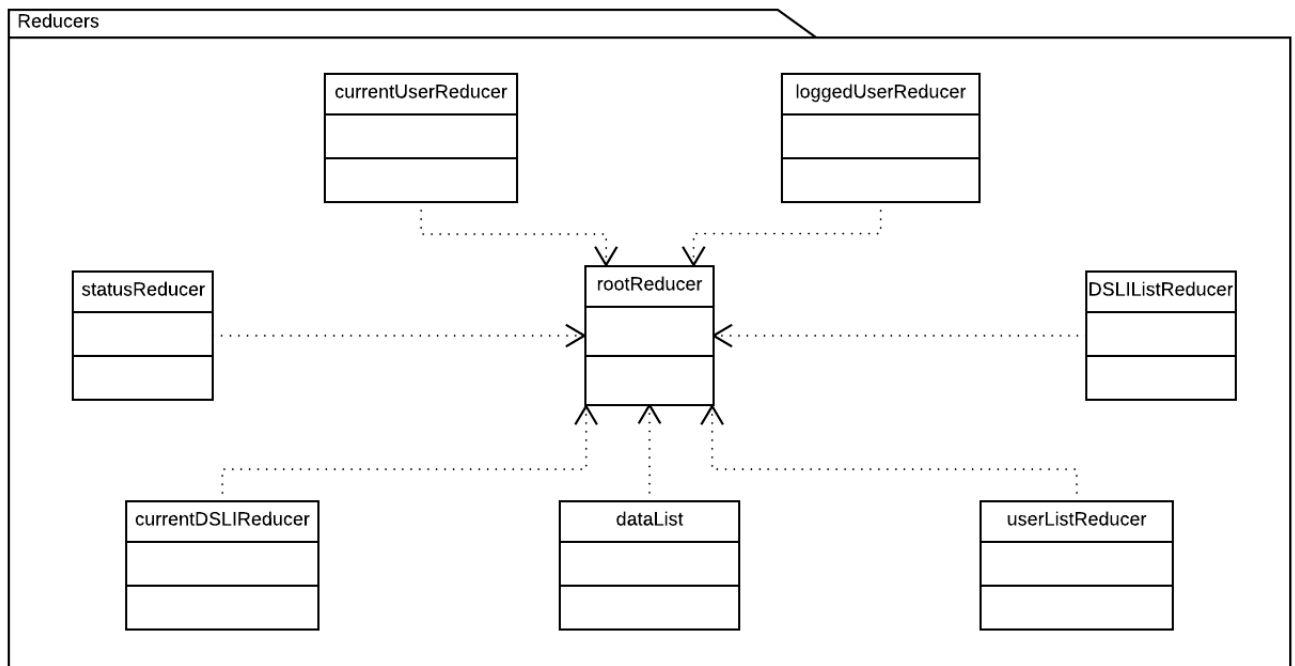 Reducers
currentUserReducer
loggedUserReducer
statusReducer
rootReducer
DSLIListReducer
currentDSLIReducer
dataList
userListReducer